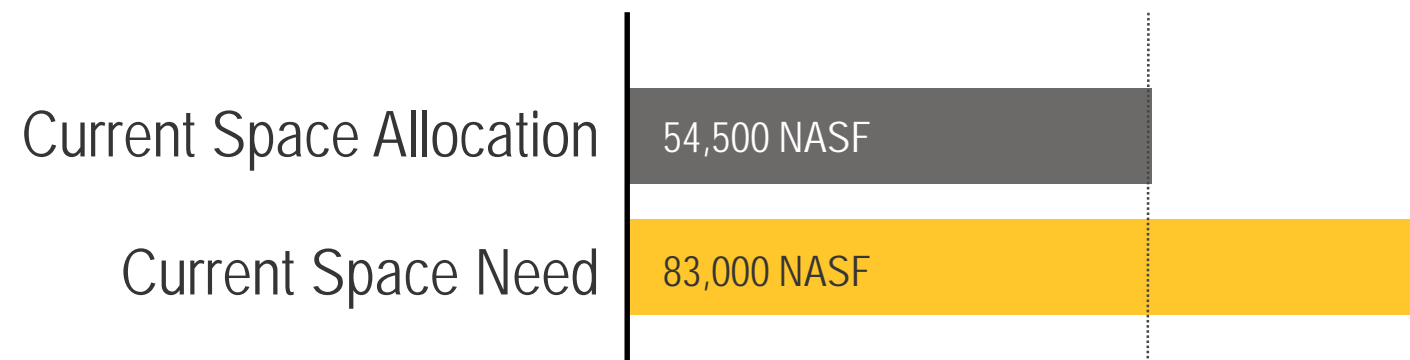 Current Space Allocation 54,500 NASF
Current Space Need 83,000 NASF